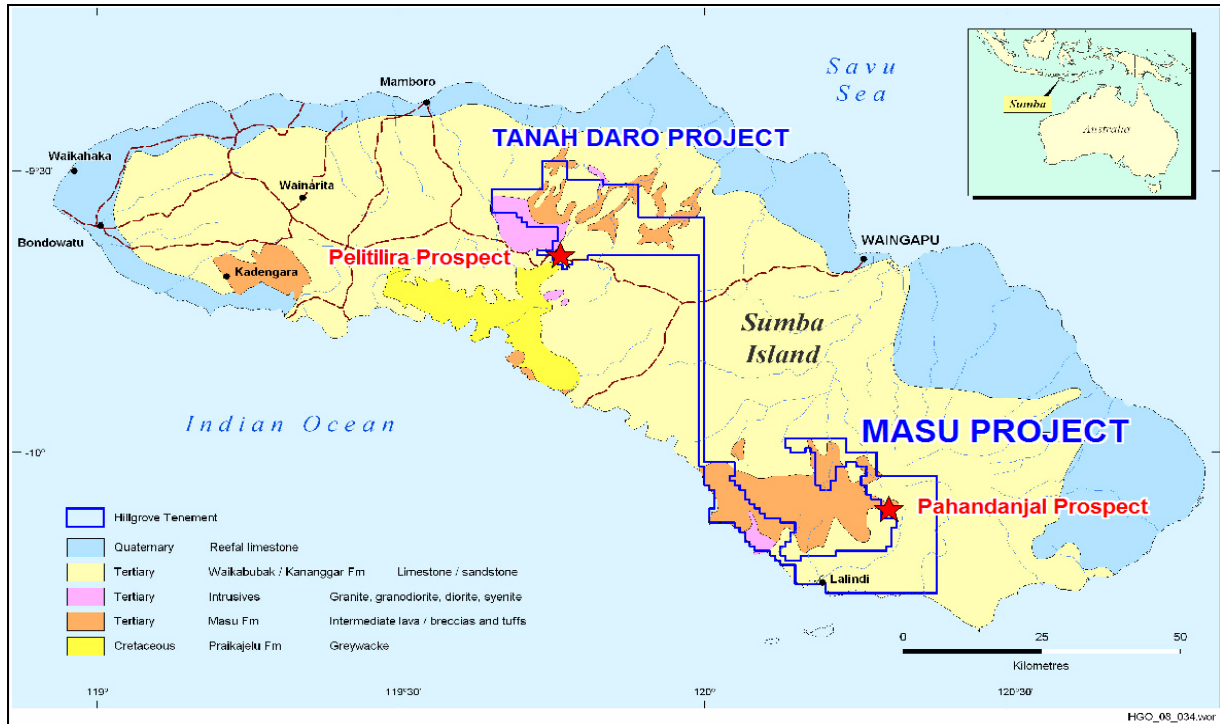 Savu
Sea
Sumba
Australia
Mamboro
TANAH DARO PROJECT
Waikahaka
-9°30'
Wainarita
Bondowatu
Pelitilira Prospect
WAINGAPU
Kadengara
Sumba
Island
Indian Ocean
MASU PROJECT
-10°
Pahandanjal Prospect
Lalindi
Hillgrove Tenement
Quaternary Reefal limestone
Tertiary Waikabubak / Kananggar Fm Limestone / sandstone
Tertiary Intrusives Granite, granodiorite, diorite, syenite
Tertiary Masu Fm Intermediate lava / breccias and tuffs
Cretaceous Praikajelu Fm Greywacke
0 25 50
Kilometres
119° 119°30' 120° 120°30'
HGO_08_034.wor